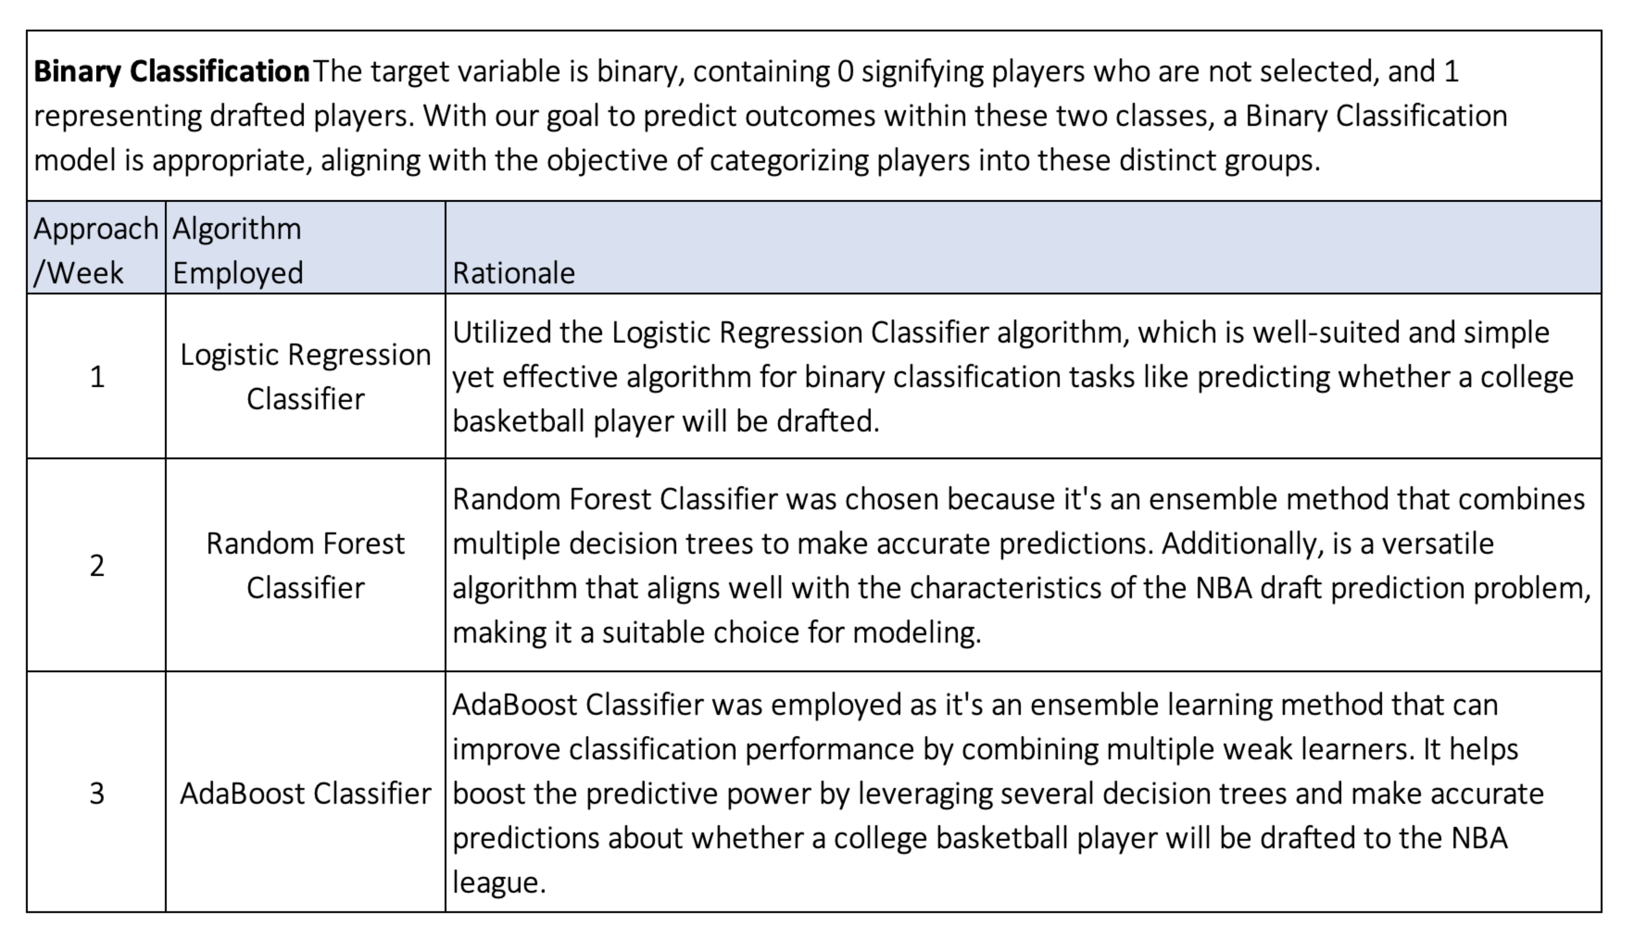 Binary Classification The target variable is binary, containing 0 signifying players who are not selected, and 1
representing drafted players. With our goal to predict outcomes within these two classes, a Binary Classification
model is appropriate, aligning with the objective of categorizing players into these distinct groups.
Approach
/Week
Algorithm
Employed
Rationale
1
Logistic Regression
Classifier
Utilized the Logistic Regression Classifier algorithm, which is well-suited and simple
yet effective algorithm for binary classification tasks like predicting whether a college
basketball player will be drafted.
2
Random Forest
Classifier
Random Forest Classifier was chosen because it's an ensemble method that combines
multiple decision trees to make accurate predictions. Additionally, is a versatile
algorithm that aligns well with the characteristics of the NBA draft prediction problem,
making it a suitable choice for modeling.
3
AdaBoost Classifier
AdaBoost Classifier was employed as it's an ensemble learning method that can
improve classification performance by combining multiple weak learners. It helps
boost the predictive power by leveraging several decision trees and make accurate
predictions about whether a college basketball player will be drafted to the NBA
league.